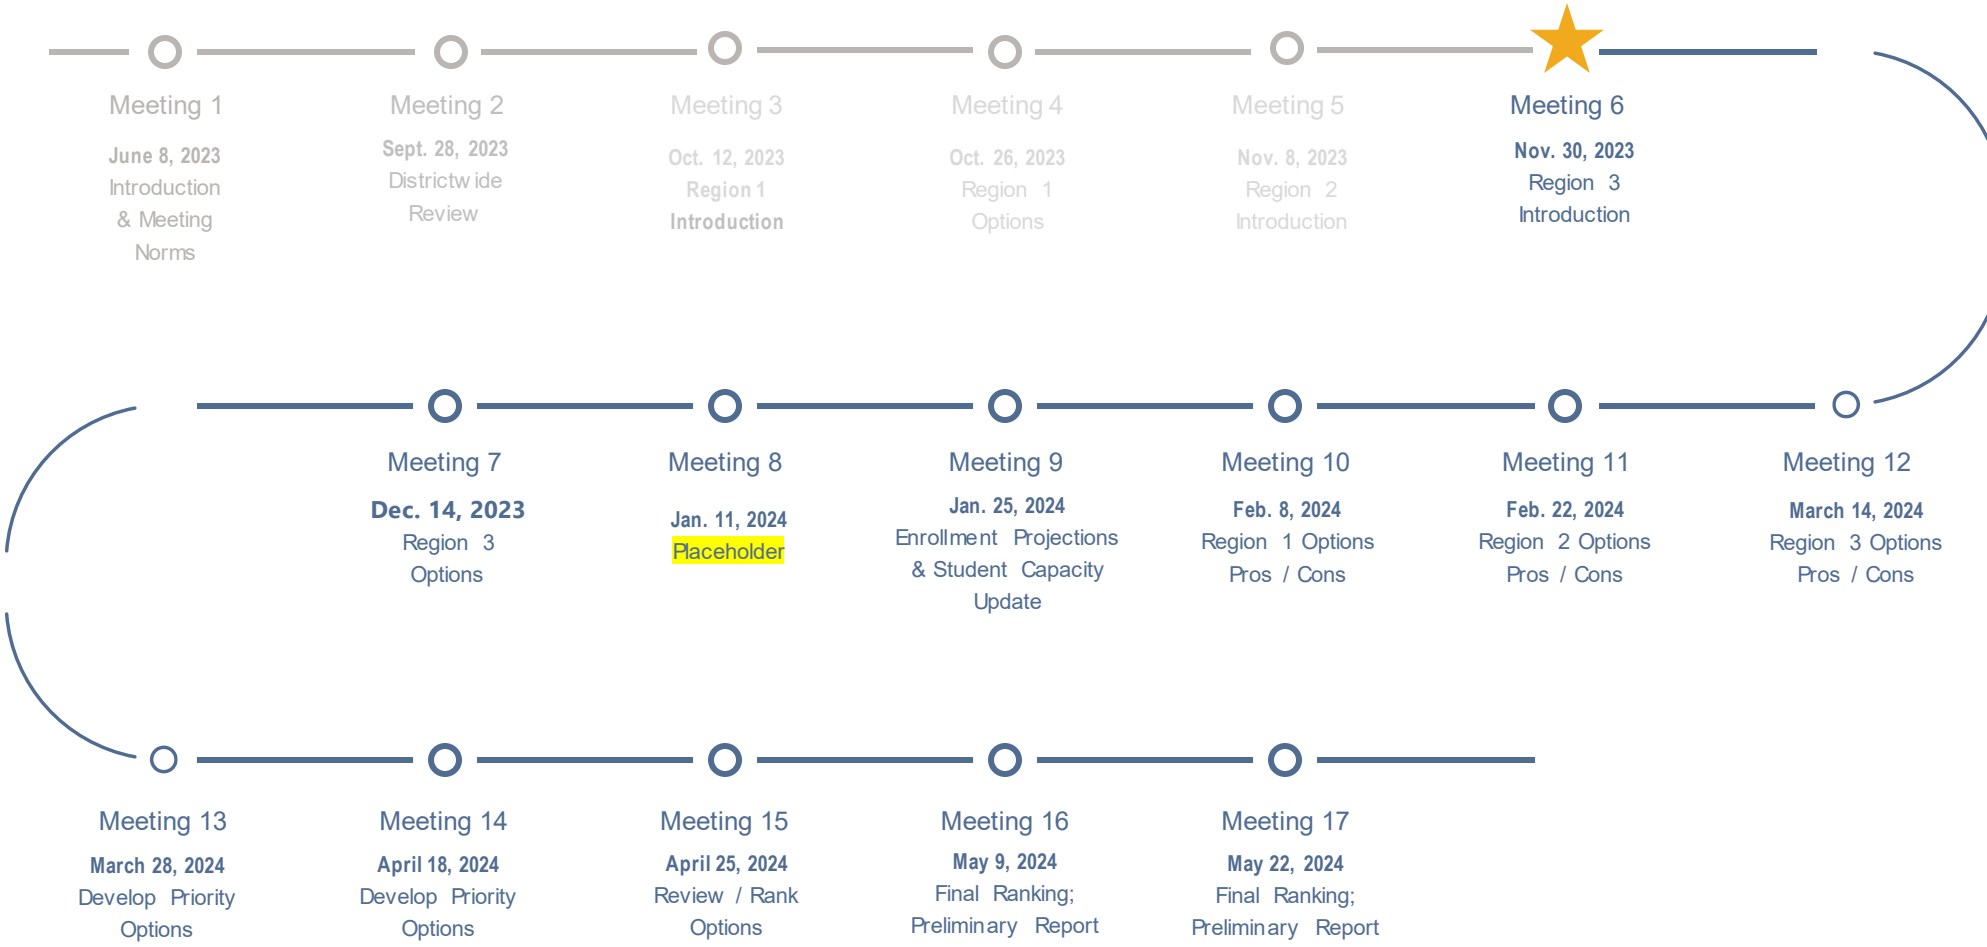 Meeting 1
June 8, 2023
Introduction
& Meeting
Norms
Meeting 2
Sept. 28, 2023
Districtwide
Review
Meeting 3
Oct. 12, 2023
Region 1
Introduction
Meeting 4
Oct. 26, 2023
Region 1
Options
Meeting 5
Nov. 8, 2023
Region 2
Introduction
Meeting 6
Nov. 30, 2023
Region 3
Introduction
Meeting 7
Dec. 14, 2023
Region 3
Options
Meeting 8
Jan. 11, 2024
Placeholder
Meeting 9
Jan. 25, 2024
Enrollment Projections
& Student Capacity
Update
Meeting 10
Feb. 8, 2024
Region 1 Options
Pros / Cons
Meeting 11
Feb. 22, 2024
Region 2 Options
Pros / Cons
Meeting 12
March 14, 2024
Region 3 Options
Pros / Cons
Meeting 13
March 28, 2024
Develop Priority
Options
Meeting 14
April 18, 2024
Develop Priority
Options
Meeting 15
April 25, 2024
Review / Rank
Options
Meeting 16
May 9, 2024
Final Ranking;
Preliminary Report
Meeting 17
May 22, 2024
Final Ranking;
Preliminary Report